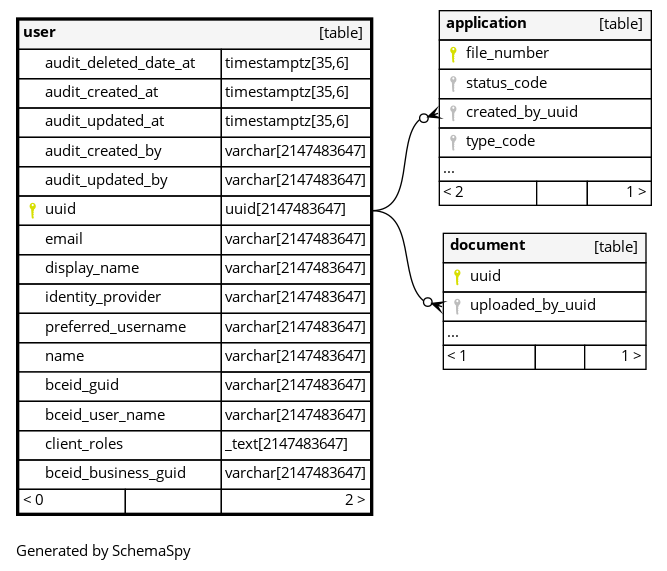 user [table]
audit_deleted_date_at timestamptz[35,6]
audit_created_at timestamptz[35,6]
audit_updated_at timestamptz[35,6]
audit_created_by varchar[2147483647]
audit_updated_by varchar[2147483647]
uuid uuid[2147483647]
email varchar[2147483647]
display_name varchar[2147483647]
identity_provider varchar[2147483647]
preferred_username varchar[2147483647]
name varchar[2147483647]
bceid_guid varchar[2147483647]
bceid_user_name varchar[2147483647]
client_roles _text[2147483647]
bceid_business_guid varchar[2147483647]
< 0 2 >
application [table]
file_number
status_code
created_by_uuid
type_code
...
< 2 1 >
document [table]
uuid
uploaded_by_uuid
...
< 1 1 >
Generated by SchemaSpy